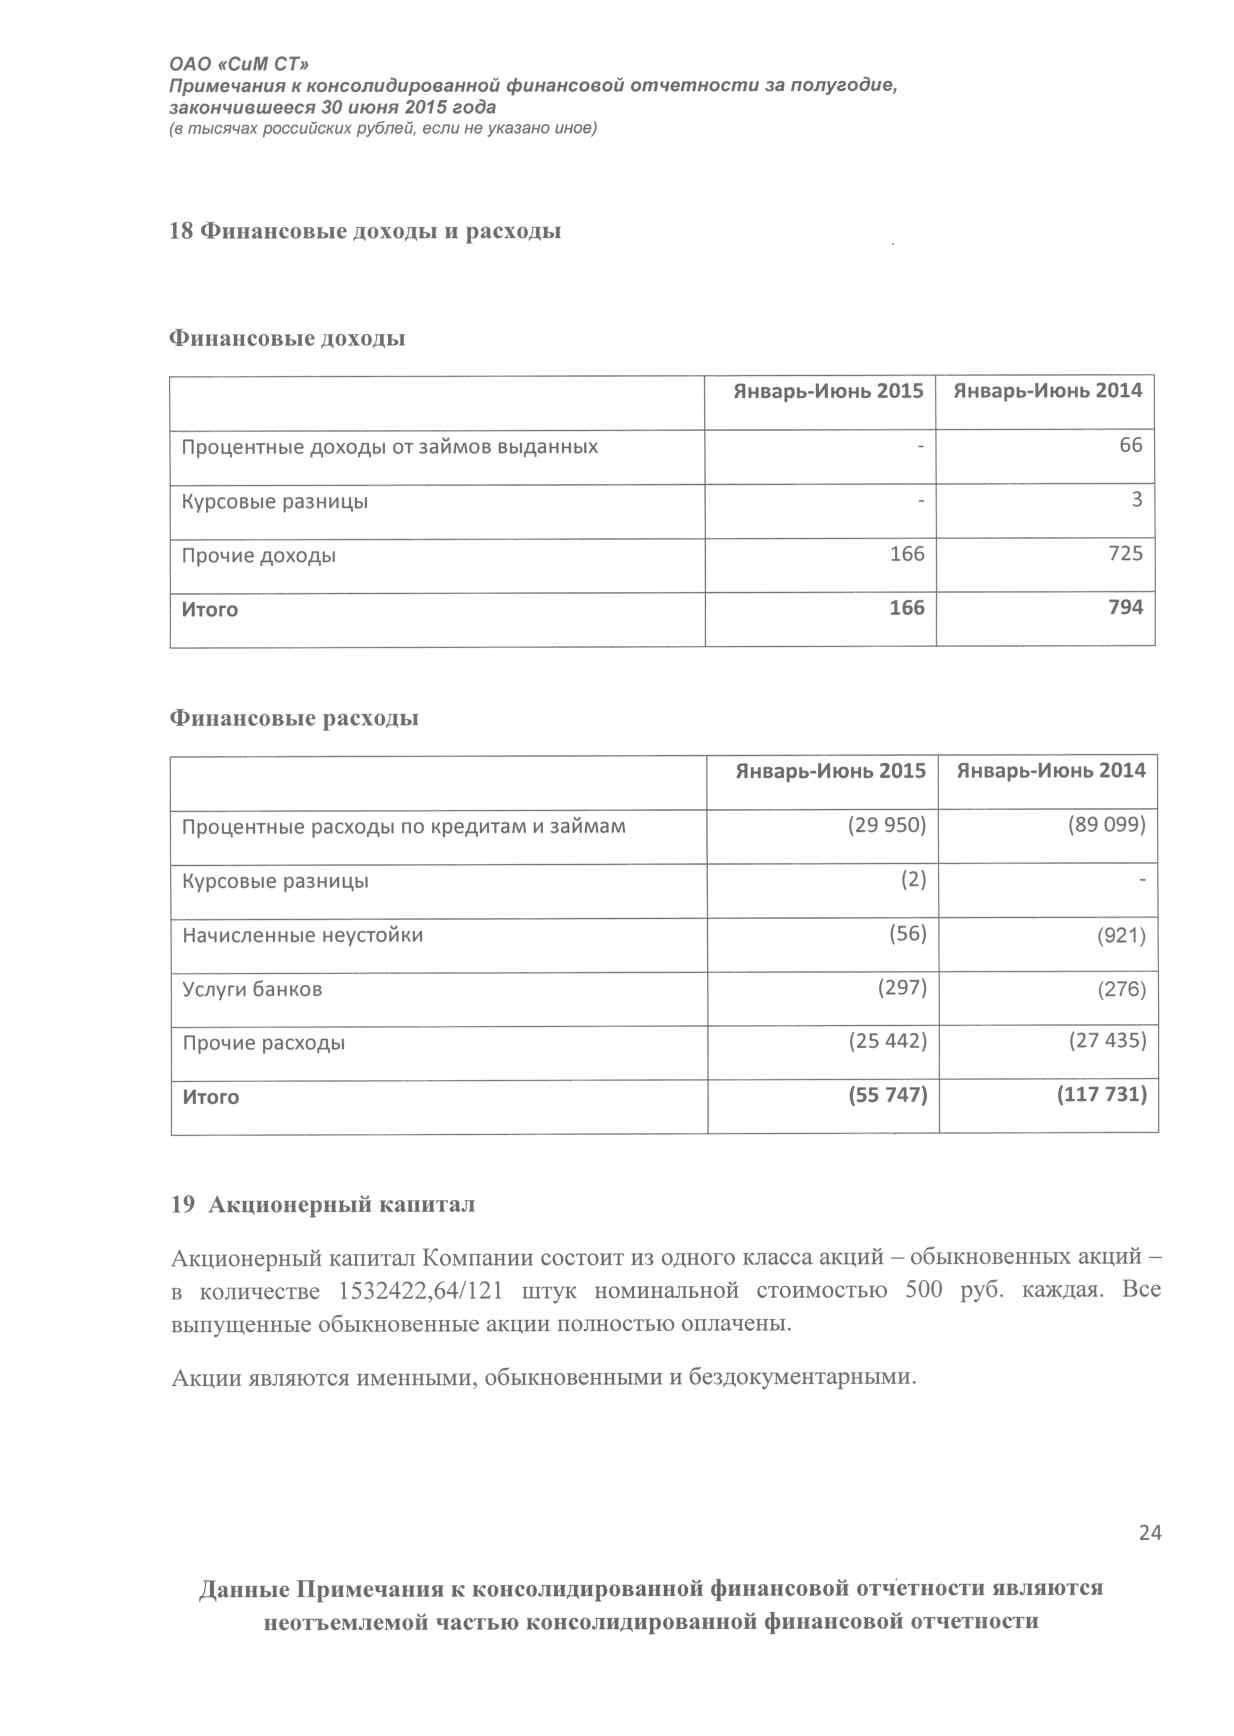 ОАО «СиМ СТ»
Примечания к консолидированной финансовой отчетности за полугодие,
закончившееся 30 июня 2015 года
(в тысячах российских рублей, если не указано иное)
18 Финансовые доходы и расходы
Финансовые доходы
Январь-Июнь 2015 Январь-Июнь 2014
Процентные доходы от займов выданных - 66
Курсовые разницы - 3
Прочие доходы 166 725
Итого 166 794
Финансовые расходы
Январь-Июнь 2015 Январь-Июнь 2014
Процентные расходы по кредитам и займам (29 950) (89 099)
Курсовые разницы (2) -
Начисленные неустойки (56) (921)
Услуги банков (297) (276)
Прочие расходы (25 442) (27 435)
Итого (55 747) (117 731)
19 Акционерный капитал
Акционерный капитал Компании состоит из одного класса акций – обыкновенных акций –
в количестве 1532422,64/121 штук номинальной стоимостью 500 руб. каждая. Все
выпущенные обыкновенные акции полностью оплачены.
Акции являются именными, обыкновенными и бездокументарными.
24
Данные Примечания к консолидированной финансовой отчетности являются
неотъемлемой частью консолидированной финансовой отчетности